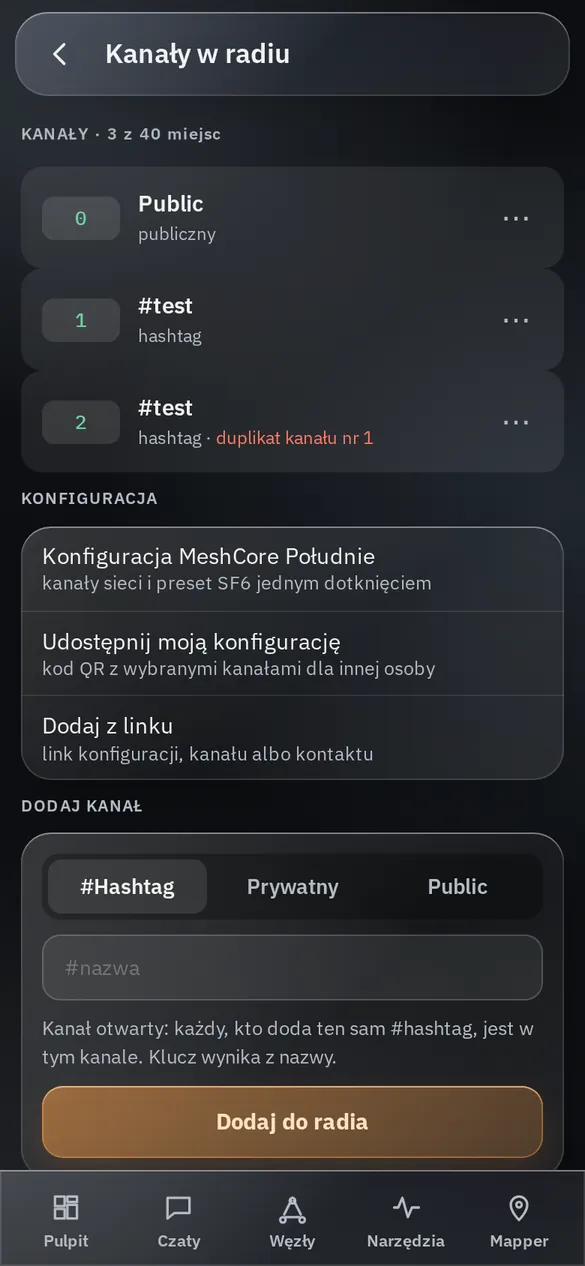 Kanały w radiu
KANAŁY · 3 z 40 miejsc
0
Public
publiczny
...
1
#test
hashtag
...
2
#test
hashtag · duplikat kanału nr 1
...
KONFIGURACJA
Konfiguracja MeshCore Południe
kanały sieci i preset SF6 jednym dotknięciem
Udostępnij moją konfigurację
kod QR z wybranymi kanałami dla innej osoby
Dodaj z linku
link konfiguracji, kanału albo kontaktu
DODAJ KANAŁ
#Hashtag Prywatny Public
#nazwa
Kanał otwarty: każdy, kto doda ten sam #hashtag, jest w
tym kanale. Klucz wynika z nazwy.
Dodaj do radia
Pulpit Czaty Węzły Narzędzia Mapper